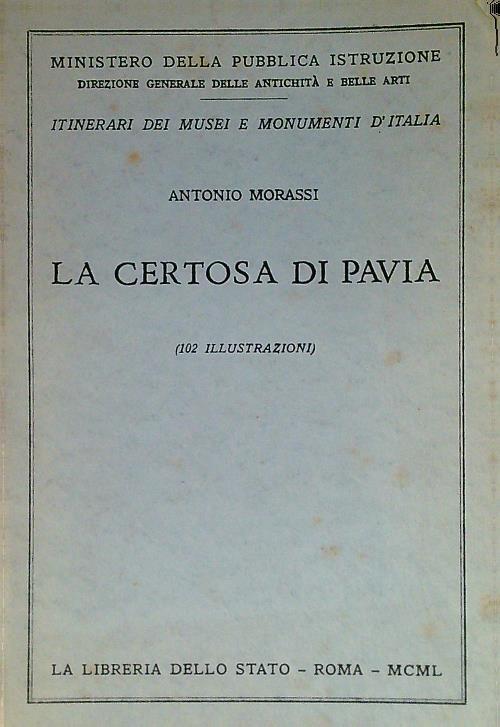 MINISTERO DELLA PUBBLICA ISTRUZIONE
DIREZIONE GENERALE DELLE ANTICHITÀ E BELLE ARTI
ITINERARI DEI MUSEI E MONUMENTI D'ITALIA
ANTONIO MORASSI
LA CERTOSA DI PAVIA
(102 ILLUSTRAZIONI)
LA LIBRERIA DELLO STATO – ROMA – MCML